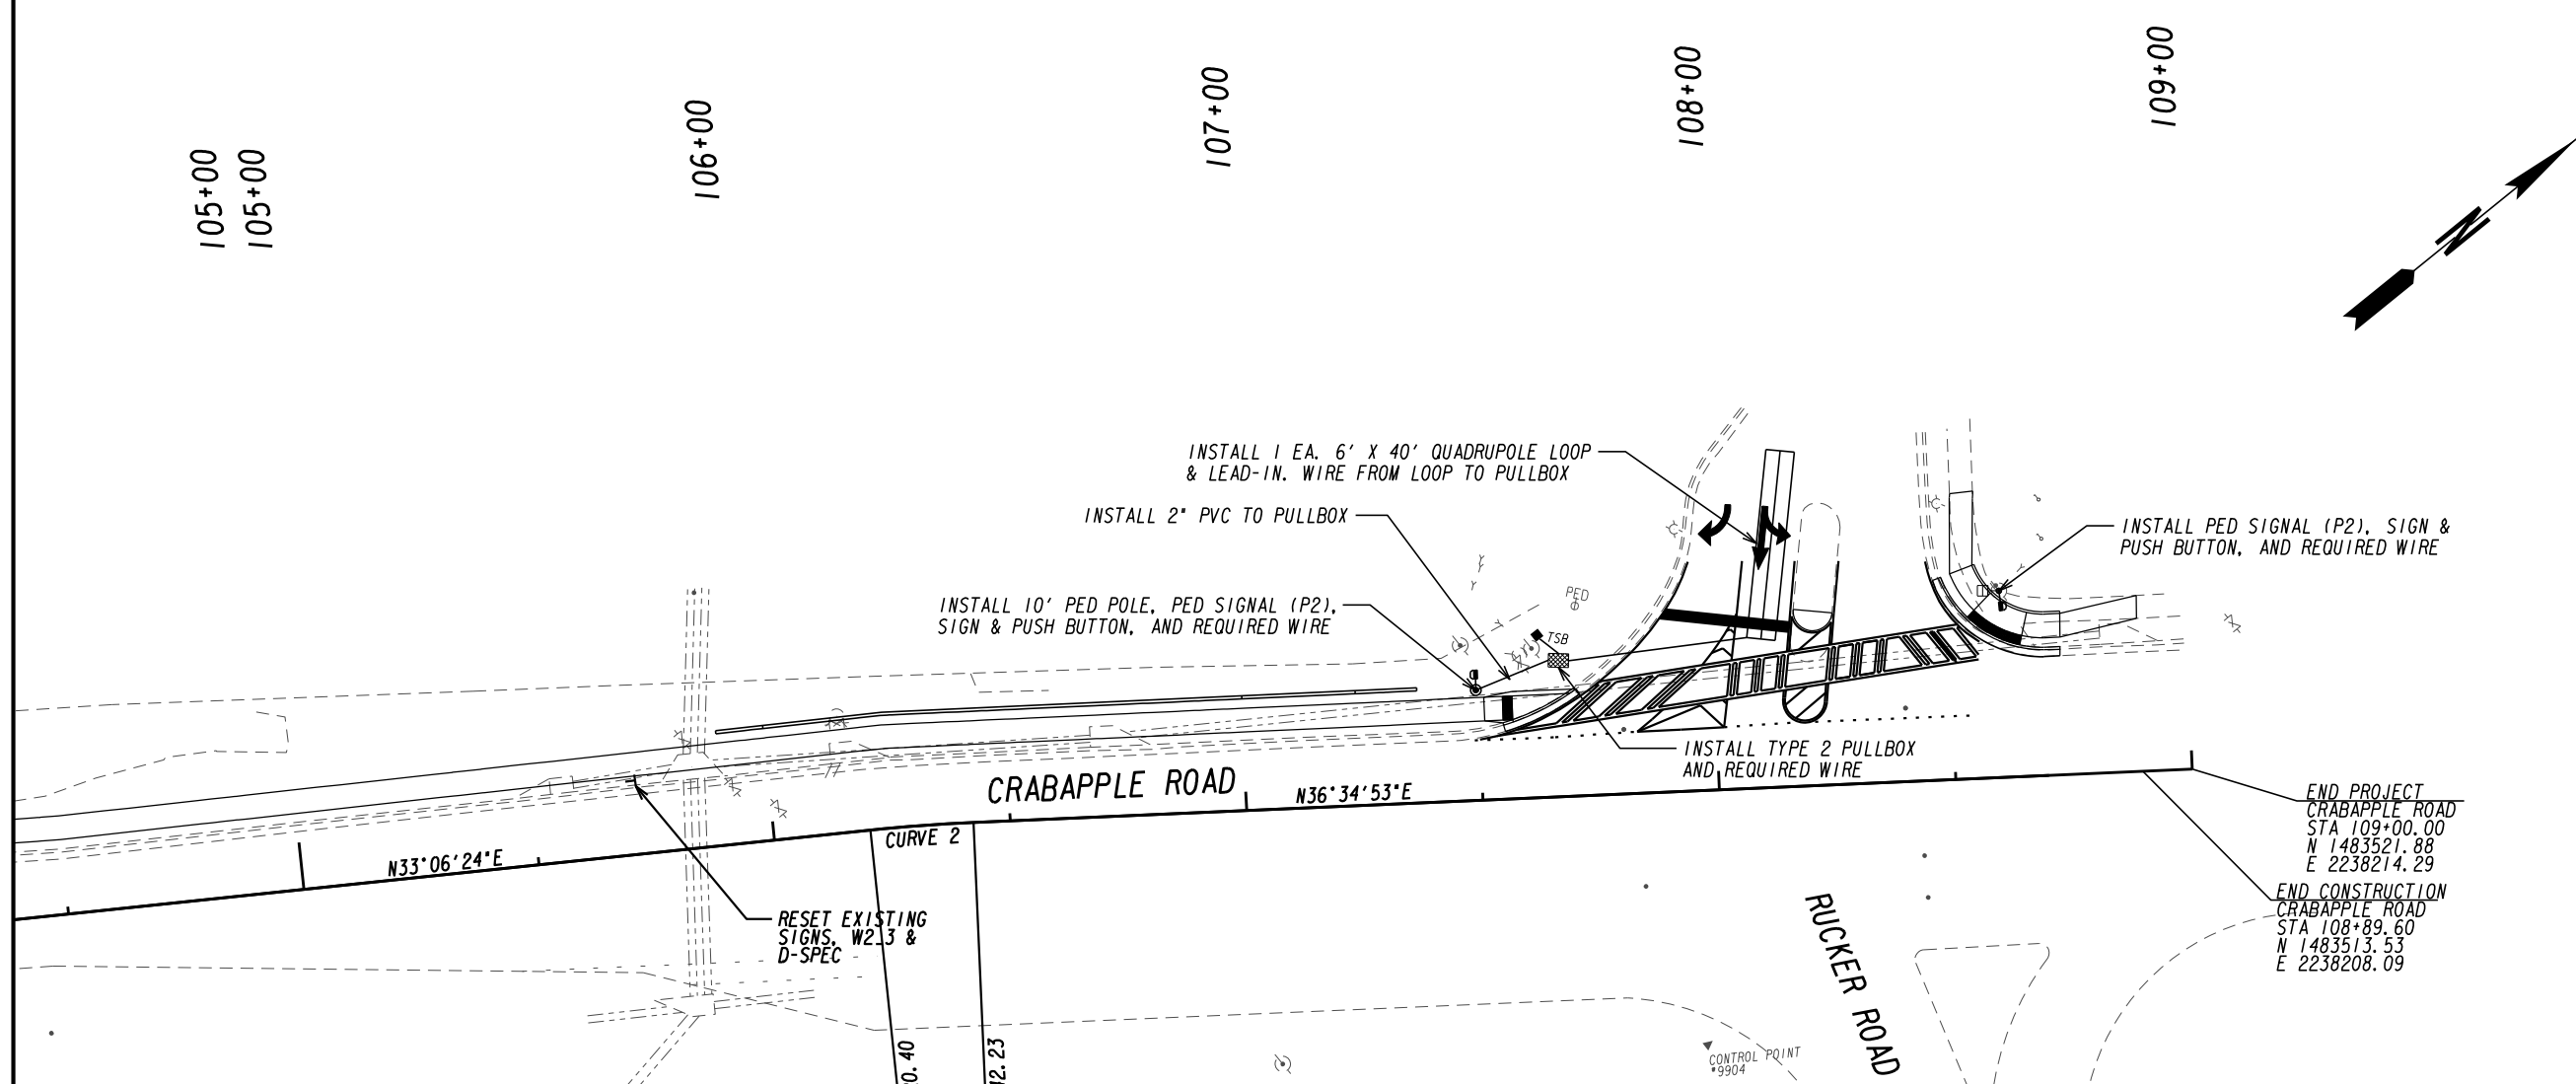 105+00
105+00
106+00
107+00
108+00
109+00
N
INSTALL 1 EA. 6' X 40' QUADRUPOLE LOOP
& LEAD-IN. WIRE FROM LOOP TO PULLBOX
INSTALL 2" PVC TO PULLBOX
INSTALL PED SIGNAL (P2), SIGN &
PUSH BUTTON, AND REQUIRED WIRE
INSTALL 10' PED POLE, PED SIGNAL (P2),
SIGN & PUSH BUTTON, AND REQUIRED WIRE
PED
TSB
INSTALL TYPE 2 PULLBOX
AND REQUIRED WIRE
CRABAPPLE ROAD
N36°34'53"E
CURVE 2
N33°06'24"E
END PROJECT
CRABAPPLE ROAD
STA 109+00.00
N 1483521.88
E 2238214.29
END CONSTRUCTION
CRABAPPLE ROAD
STA 108+89.60
N 1483513.53
E 2238208.09
RESET EXISTING
SIGNS, W2_3 &
D-SPEC
RUCKER ROAD
0.40
2.23
CONTROL POINT
#9904